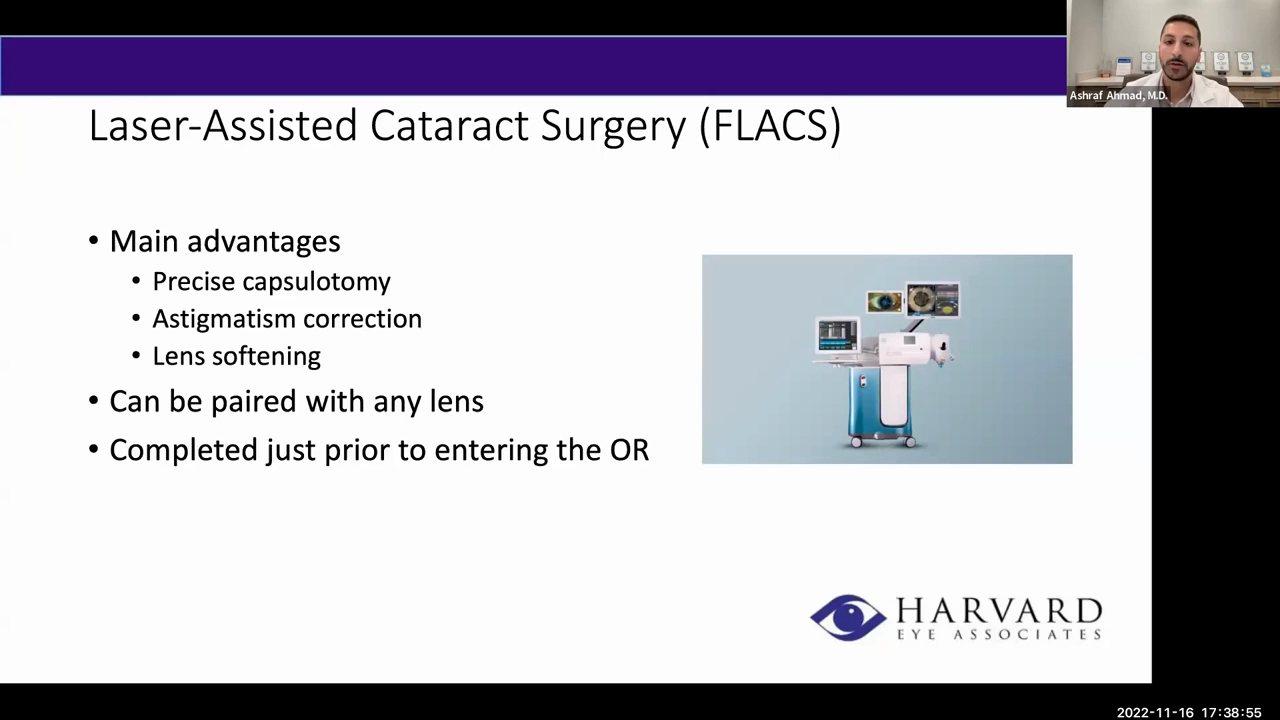 Ashraf Ahmad, M.D.
Laser-Assisted Cataract Surgery (FLACS)
• Main advantages
• Precise capsulotomy
• Astigmatism correction
• Lens softening
• Can be paired with any lens
• Completed just prior to entering the OR
HARVARD
EYE ASSOCIATES
2022-11-16 17:38:55